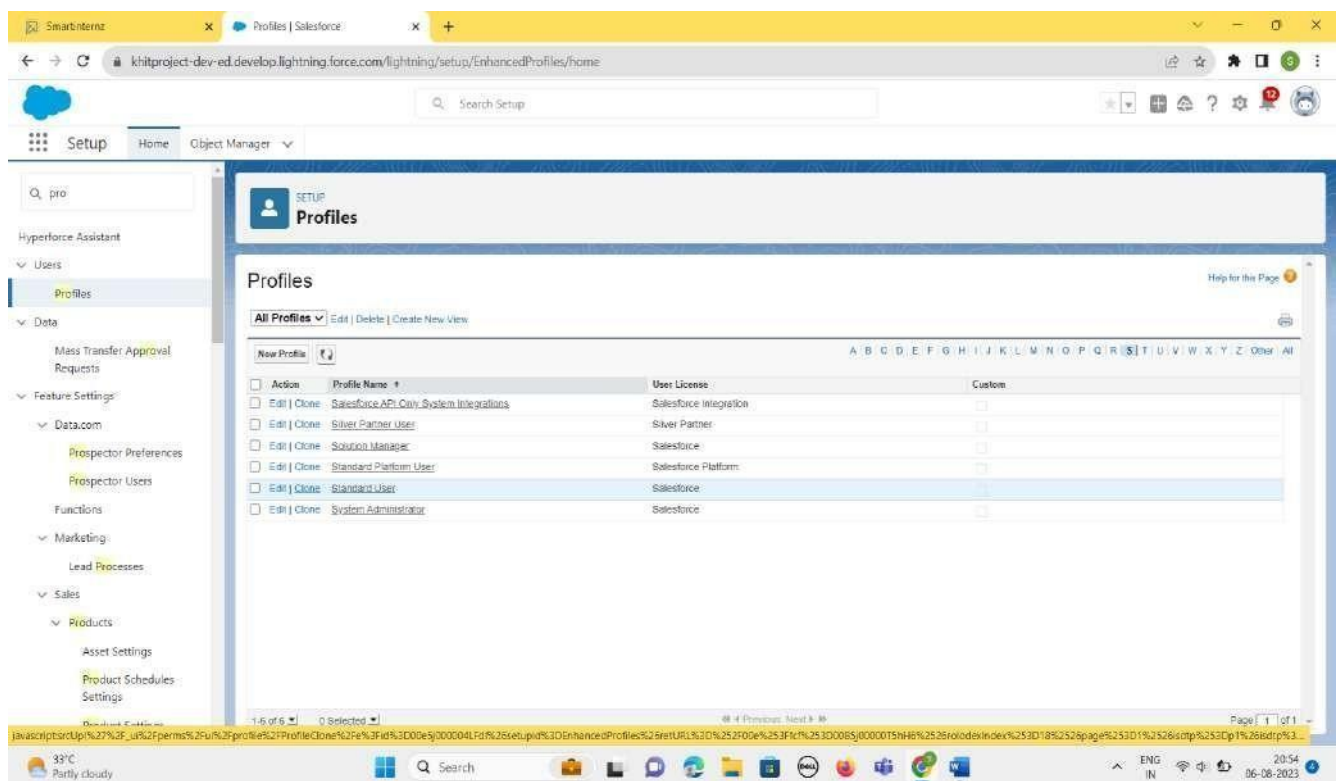 Smartinternz
Profiles | Salesforce
khitproject-dev-ed.develop.lightning.force.com/lightning/setup/EnhancedProfiles/home
S
Search Setup
12
Setup Home Object Manager
pro
Hyperforce Assistant
Users
Profiles
Data
Mass Transfer Approval
Requests
Feature Settings
Data.com
Prospector Preferences
Prospector Users
Functions
Marketing
Lead Processes
Sales
Products
Asset Settings
Product Schedules
Settings
Product Settings
SETUP
Profiles
Profiles
Help for this Page
All Profiles Edit | Delete | Create New View
New Profile
A | B | C | D | E | F | G | H | I | J | K | L | M | N | O | P | Q | R | S | T | U | V | W | X | Y | Z | Other | All
Action Profile Name User License Custom
Edit | Clone Salesforce API Only System Integrations Salesforce Integration
Edit | Clone Silver Partner User Silver Partner
Edit | Clone Solution Manager Salesforce
Edit | Clone Standard Platform User Salesforce Platform
Edit | Clone Standard User Salesforce
Edit | Clone System Administrator Salesforce
1-6 of 6 0 Selected Previous Next Page 1 of 1
33°C
Partly cloudy
Search
DELL
ENG
IN
20:54
06-08-2023